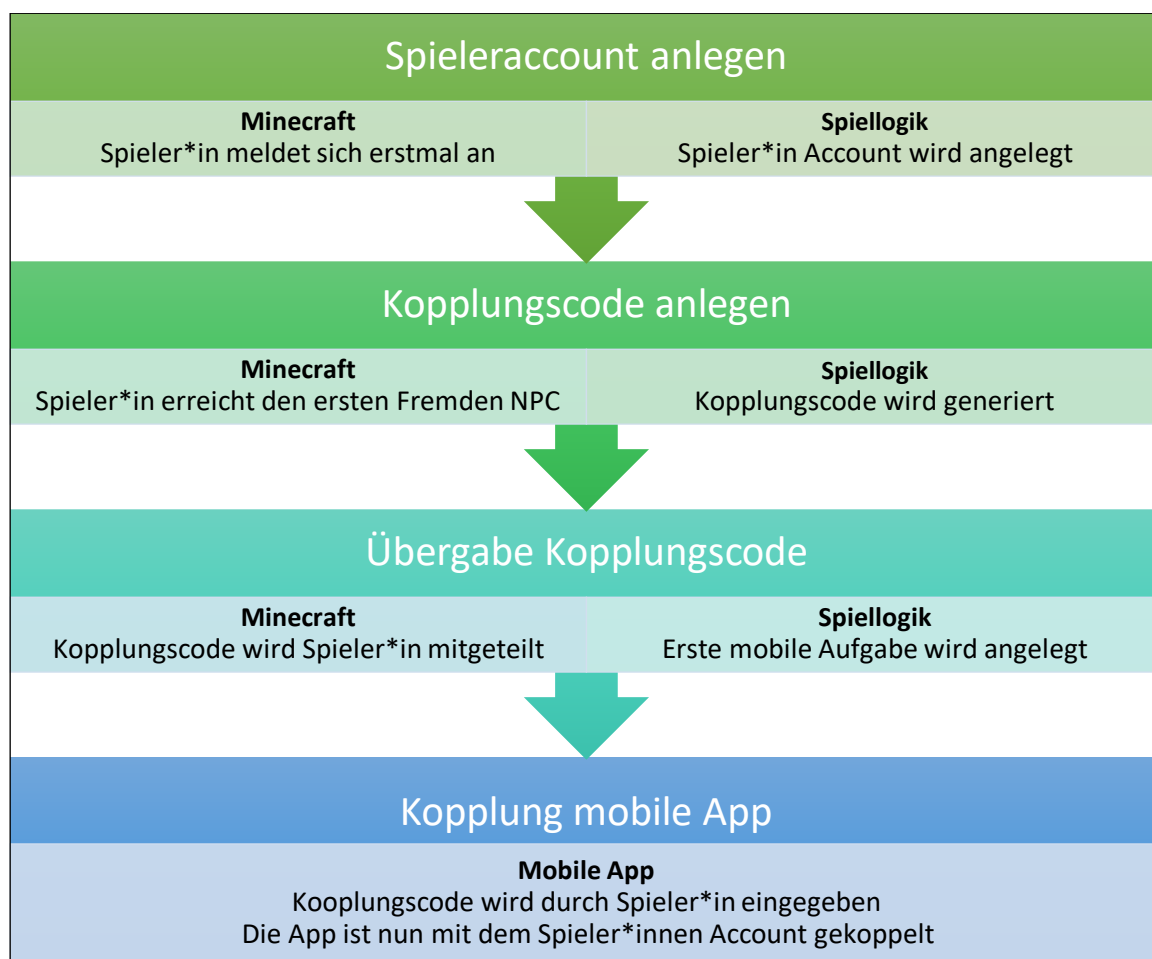 Spieleraccount anlegen
Minecraft
Spieler*in meldet sich erstmal an
Spiellogik
Spieler*in Account wird angelegt
Kopplungscode anlegen
Minecraft
Spieler*in erreicht den ersten Fremden NPC
Spiellogik
Kopplungscode wird generiert
Übergabe Kopplungscode
Minecraft
Kopplungscode wird Spieler*in mitgeteilt
Spiellogik
Erste mobile Aufgabe wird angelegt
Kopplung mobile App
Mobile App
Kooplungscode wird durch Spieler*in eingegeben
Die App ist nun mit dem Spieler*innen Account gekoppelt